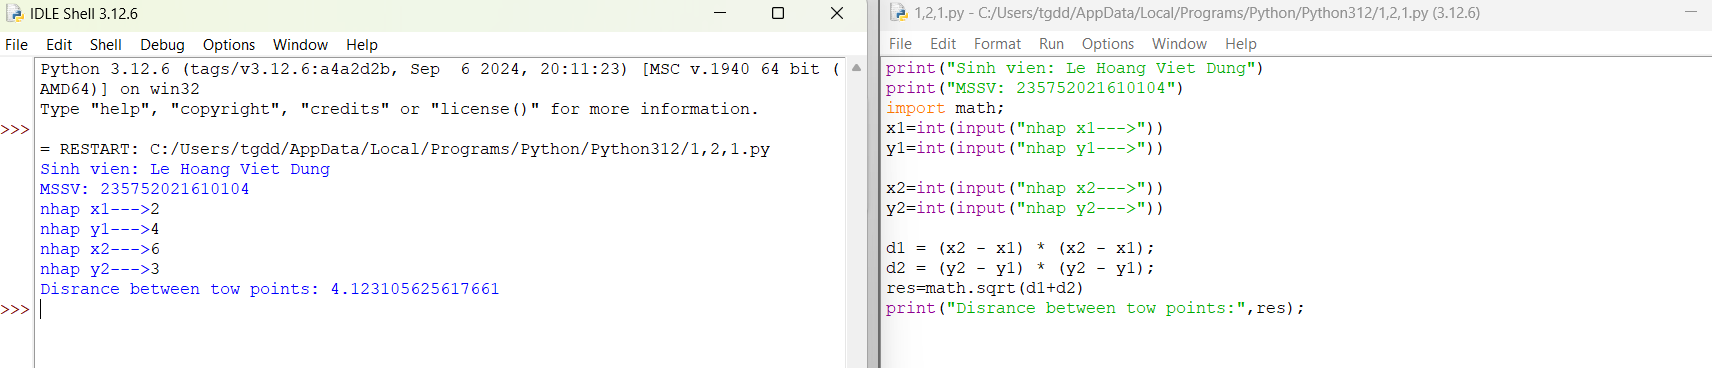 IDLE Shell 3.12.6
File Edit Shell Debug Options Window Help
Python 3.12.6 (tags/v3.12.6:a4a2d2b, Sep  6 2024, 20:11:23) [MSC v.1940 64 bit (
AMD64)] on win32
Type "help", "copyright", "credits" or "license()" for more information.
>>>
= RESTART: C:/Users/tgdd/AppData/Local/Programs/Python/Python312/1,2,1.py
Sinh vien: Le Hoang Viet Dung
MSSV: 235752021610104
nhap x1--->2
nhap y1--->4
nhap x2--->6
nhap y2--->3
Disrance between tow points: 4.123105625617661
>>>
1,2,1.py - C:/Users/tgdd/AppData/Local/Programs/Python/Python312/1,2,1.py (3.12.6)
File Edit Format Run Options Window Help
print("Sinh vien: Le Hoang Viet Dung")
print("MSSV: 235752021610104")
import math;
x1=int(input("nhap x1--->"))
y1=int(input("nhap y1--->"))
x2=int(input("nhap x2--->"))
y2=int(input("nhap y2--->"))
d1 = (x2 - x1) * (x2 - x1);
d2 = (y2 - y1) * (y2 - y1);
res=math.sqrt(d1+d2)
print("Disrance between tow points:",res);